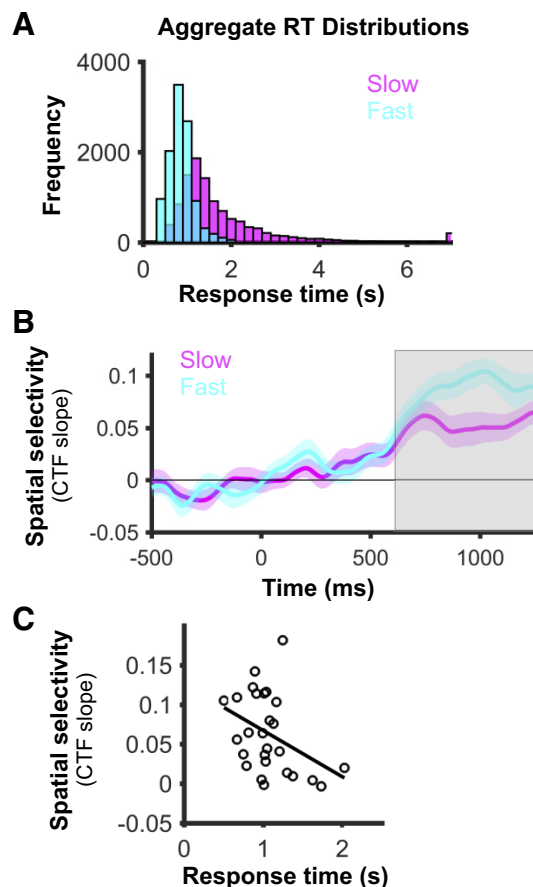 A
Aggregate RT Distributions
Frequency
4000
2000
0
Slow
Fast
0 2 4 6
Response time (s)
B
Spatial selectivity
(CTF slope)
0.1
0.05
0
-0.05
Slow
Fast
-500 0 500 1000
Time (ms)
C
Spatial selectivity
(CTF slope)
0.15
0.1
0.05
0
-0.05
0 1 2
Response time (s)